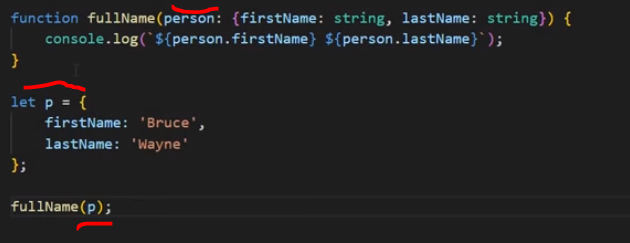 function fullName(person: {firstName: string, lastName: string}) {
    console.log(`${person.firstName} ${person.lastName}`);
}
let p = {
    firstName: 'Bruce',
    lastName: 'Wayne'
};
fullName(p);